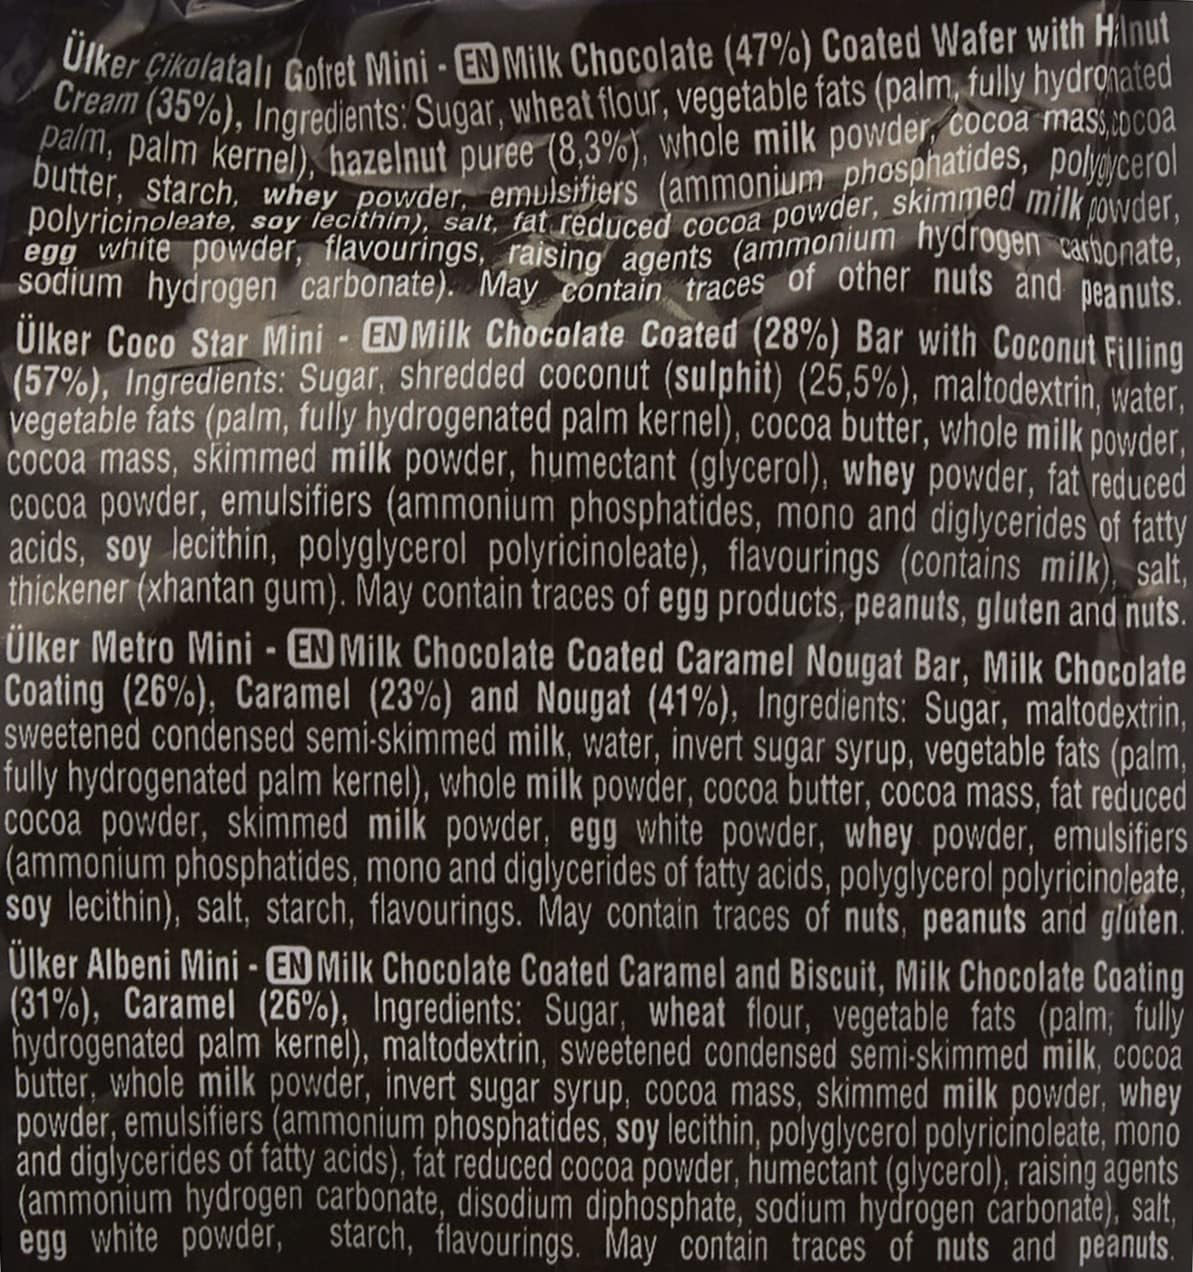 Ülker Çikolatalı Gofret Mini - EN Milk Chocolate (47%) Coated Wafer with
Cream (35%), Ingredients: Sugar, wheat flour, vegetable fats (palm, fully
palm, palm kernel), hazelnut puree (8,3%), whole milk powder, cocoa mass, cocoa
butter, starch, whey powder, emulsifiers (ammonium phosphatides,
polyricinoleate, soy lecithin), salt, fat reduced cocoa powder, skimmed milk powder,
egg white powder, flavourings, raising agents (ammonium hydrogen carbonate,
sodium hydrogen carbonate). May contain traces of other nuts and peanuts.
Ülker Coco Star Mini - EN Milk Chocolate Coated (28%) Bar with Coconut Filling
(57%), Ingredients: Sugar, shredded coconut (sulphit) (25,5%), maltodextrin, water,
vegetable fats (palm, fully hydrogenated palm kernel), cocoa butter, whole milk powder,
cocoa mass, skimmed milk powder, humectant (glycerol), whey powder, fat reduced
cocoa powder, emulsifiers (ammonium phosphatides, mono and diglycerides of fatty
acids, soy lecithin, polyglycerol polyricinoleate), flavourings (contains milk), salt,
thickener (xhantan gum). May contain traces of egg products, peanuts, gluten and nuts.
Ülker Metro Mini - EN Milk Chocolate Coated Caramel Nougat Bar, Milk Chocolate
Coating (26%), Caramel (23%) and Nougat (41%), Ingredients: Sugar, maltodextrin,
sweetened condensed semi-skimmed milk, water, invert sugar syrup, vegetable fats (palm,
fully hydrogenated palm kernel), whole milk powder, cocoa butter, cocoa mass, fat reduced
cocoa powder, skimmed milk powder, egg white powder, whey powder, emulsifiers
(ammonium phosphatides, mono and diglycerides of fatty acids, polyglycerol polyricinoleate,
soy lecithin), salt, starch, flavourings. May contain traces of nuts, peanuts and gluten.
Ülker Albeni Mini - EN Milk Chocolate Coated Caramel and Biscuit, Milk Chocolate Coating
(31%), Caramel (26%), Ingredients: Sugar, wheat flour, vegetable fats (palm, fully
hydrogenated palm kernel), maltodextrin, sweetened condensed semi-skimmed milk, cocoa
butter, whole milk powder, invert sugar syrup, cocoa mass, skimmed milk powder, whey
powder, emulsifiers (ammonium phosphatides, soy lecithin, polyglycerol polyricinoleate, mono
and diglycerides of fatty acids), fat reduced cocoa powder, humectant (glycerol), raising agents
(ammonium hydrogen carbonate, disodium diphosphate, sodium hydrogen carbonate), salt,
egg white powder, starch, flavourings. May contain traces of nuts and peanuts.